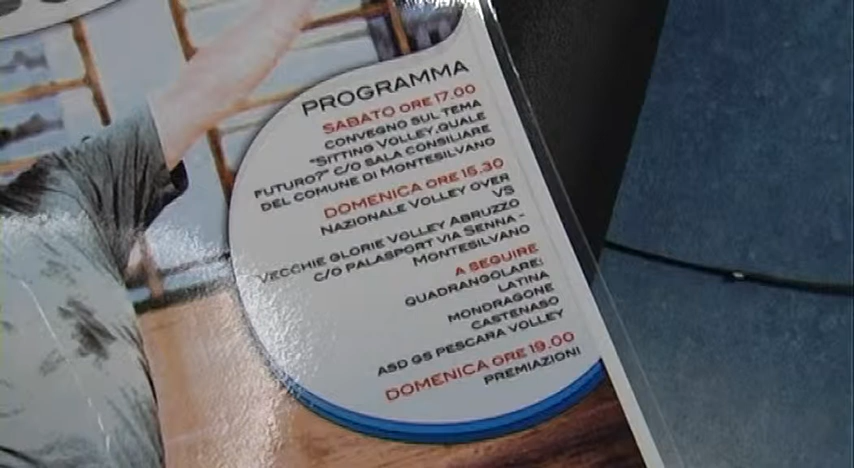 PROGRAMMA
SABATO ORE 17.00
CONVEGNO SUL TEMA
"SITTING VOLLEY, QUALE
FUTURO?" C/O SALA CONSILIARE
DEL COMUNE DI MONTESILVANO
DOMENICA ORE 15.30
NAZIONALE VOLLEY OVER
VS
VECCHIE GLORIE VOLLEY ABRUZZO
C/O PALASPORT VIA SENNA -
MONTESILVANO
A SEGUIRE
QUADRANGOLARE:
LATINA
MONDRAGONE
CASTENASO
ASD GS PESCARA VOLLEY
DOMENICA ORE 19.00
PREMIAZIONI